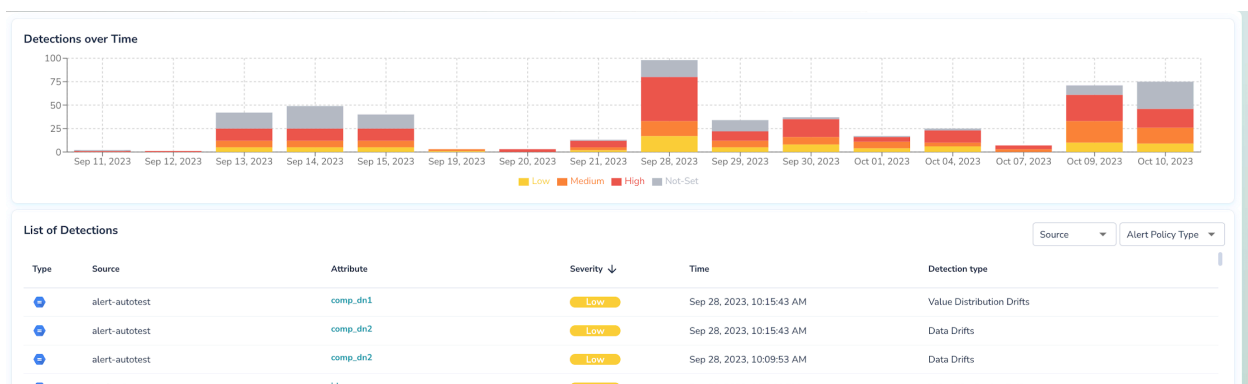 Detections over Time
100
75
50
25
0
Sep 11, 2023 Sep 12, 2023 Sep 13, 2023 Sep 14, 2023 Sep 15, 2023 Sep 19, 2023 Sep 20, 2023 Sep 21, 2023 Sep 28, 2023 Sep 29, 2023 Sep 30, 2023 Oct 01, 2023 Oct 04, 2023 Oct 07, 2023 Oct 09, 2023 Oct 10, 2023
Low Medium High Not-Set
List of Detections Source Alert Policy Type
Type Source Attribute Severity Time Detection type
alert-autotest comp_dn1 Low Sep 28, 2023, 10:15:43 AM Value Distribution Drifts
alert-autotest comp_dn2 Low Sep 28, 2023, 10:15:43 AM Data Drifts
alert-autotest comp_dn2 Low Sep 28, 2023, 10:09:53 AM Data Drifts